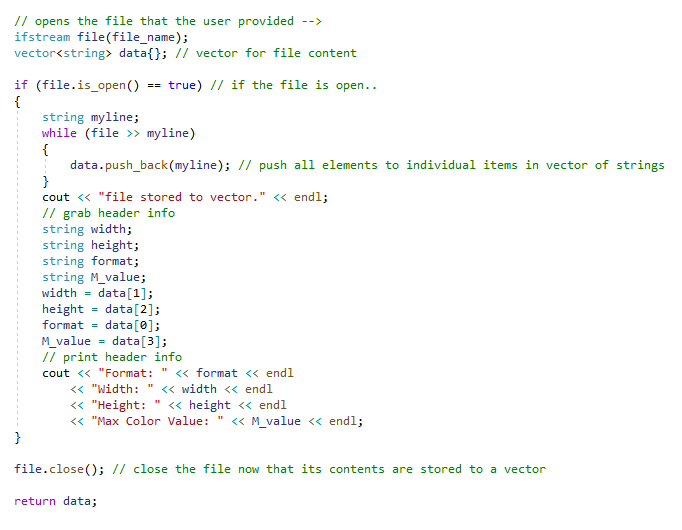 // opens the file that the user provided -->
ifstream file(file_name);
vector<string> data{}; // vector for file content
if (file.is_open() == true) // if the file is open..
{
string myline;
while (file >> myline)
{
data.push_back(myline); // push all elements to individual items in vector of strings
}
cout << "file stored to vector." << endl;
// grab header info
string width;
string height;
string format;
string M_value;
width = data[1];
height = data[2];
format = data[0];
M_value = data[3];
// print header info
cout << "Format: " << format << endl
<< "Width: " << width << endl
<< "Height: " << height << endl
<< "Max Color Value: " << M_value << endl;
}
file.close(); // close the file now that its contents are stored to a vector
return data;